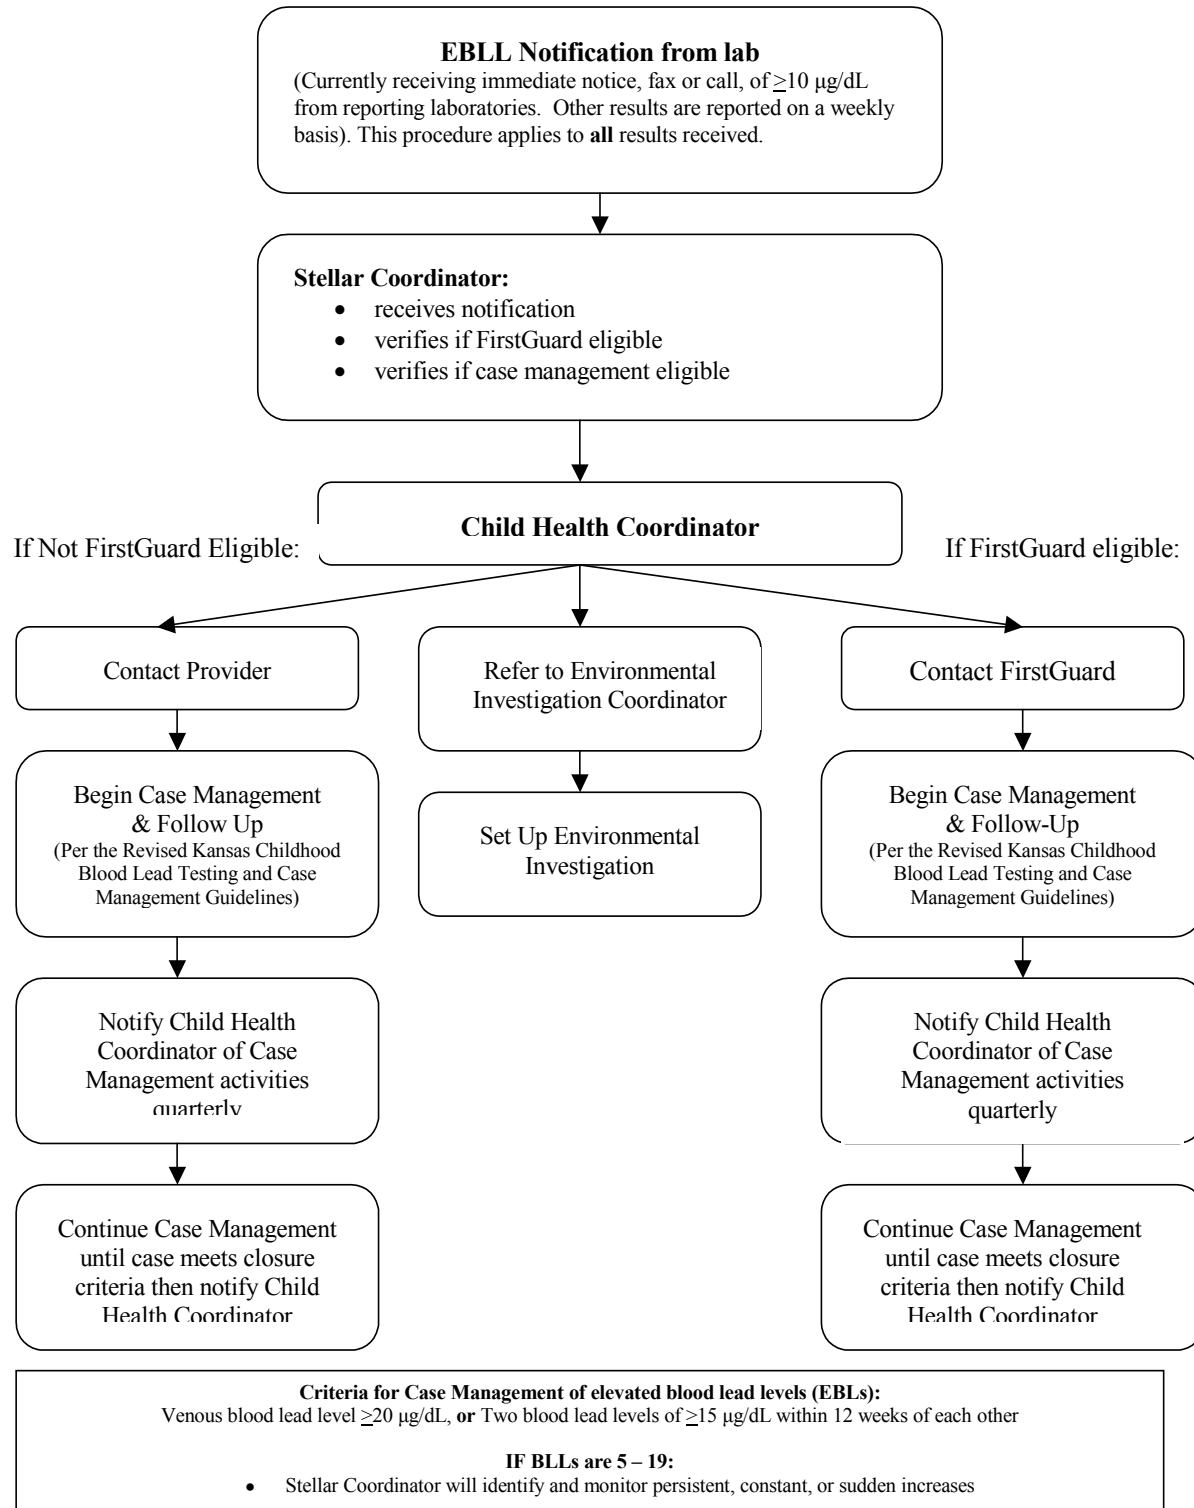 EBLL Notification from lab
(Currently receiving immediate notice, fax or call, of ≥10 μg/dL
from reporting laboratories.  Other results are reported on a weekly
basis). This procedure applies to all results received.
Stellar Coordinator:
• receives notification
• verifies if FirstGuard eligible
• verifies if case management eligible
Child Health Coordinator
If Not FirstGuard Eligible:
If FirstGuard eligible:
Contact Provider
Refer to Environmental
Investigation Coordinator
Contact FirstGuard
Begin Case Management
& Follow Up
(Per the Revised Kansas Childhood
Blood Lead Testing and Case
Management Guidelines)
Set Up Environmental
Investigation
Begin Case Management
& Follow-Up
(Per the Revised Kansas Childhood
Blood Lead Testing and Case
Management Guidelines)
Notify Child Health
Coordinator of Case
Management activities
quarterly
Notify Child Health
Coordinator of Case
Management activities
quarterly
Continue Case Management
until case meets closure
criteria then notify Child
Health Coordinator
Continue Case Management
until case meets closure
criteria then notify Child
Health Coordinator
Criteria for Case Management of elevated blood lead levels (EBLs):
Venous blood lead level ≥20 μg/dL, or Two blood lead levels of ≥15 μg/dL within 12 weeks of each other
IF BLLs are 5 – 19:
• Stellar Coordinator will identify and monitor persistent, constant, or sudden increases